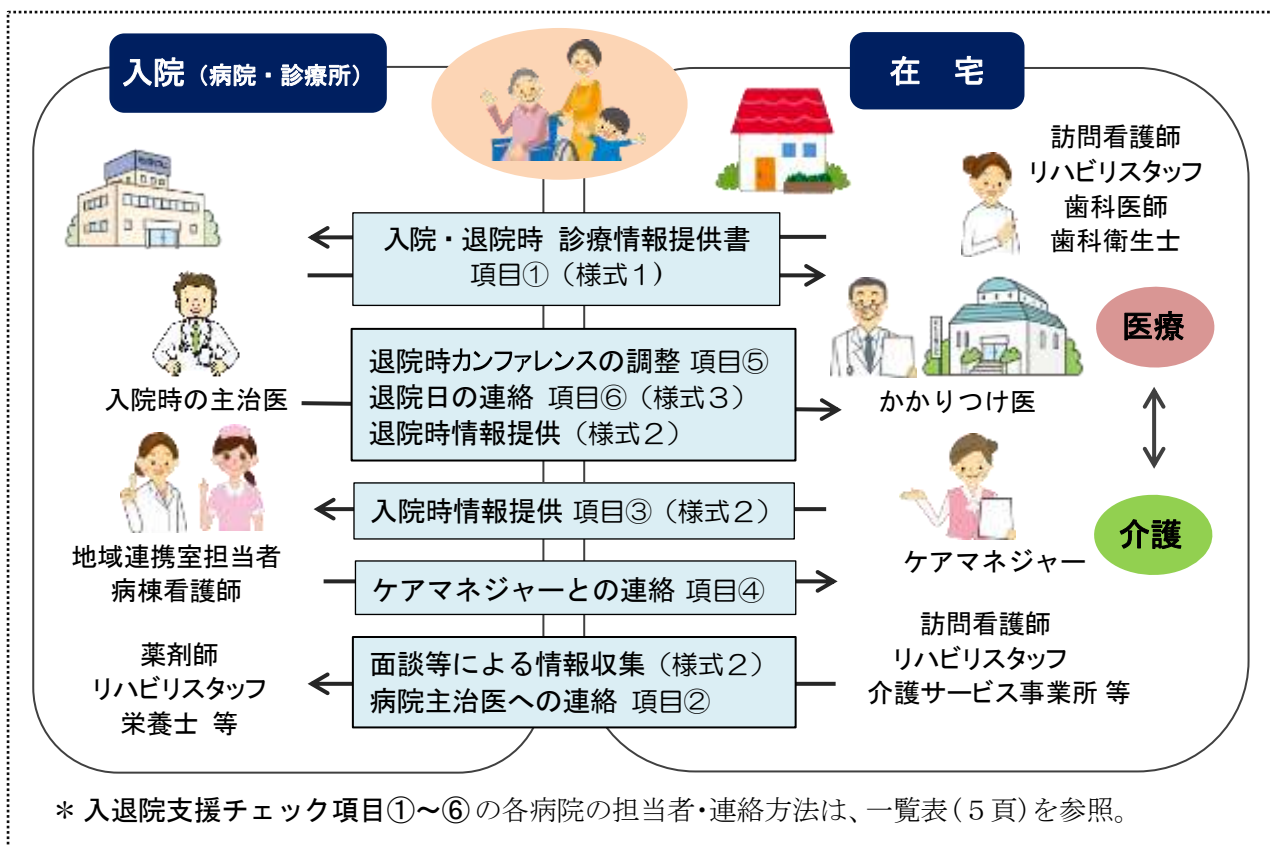 入院（病院・診療所）
在　宅
訪問看護師
リハビリスタッフ
歯科医師
歯科衛生士
入院・退院時 診療情報提供書
項目①（様式１）
医療
退院時カンファレンスの調整 項目⑤
退院日の連絡 項目⑥（様式３）
退院時情報提供（様式２）
入院時の主治医
かかりつけ医
入院時情報提供 項目③（様式２）
介護
地域連携室担当者
病棟看護師
ケアマネジャー
ケアマネジャーとの連絡 項目④
薬剤師
リハビリスタッフ
栄養士 等
面談等による情報収集（様式２）
病院主治医への連絡 項目②
訪問看護師
リハビリスタッフ
介護サービス事業所 等
＊ 入退院支援チェック項目①～⑥の各病院の担当者・連絡方法は、一覧表（５頁）を参照。